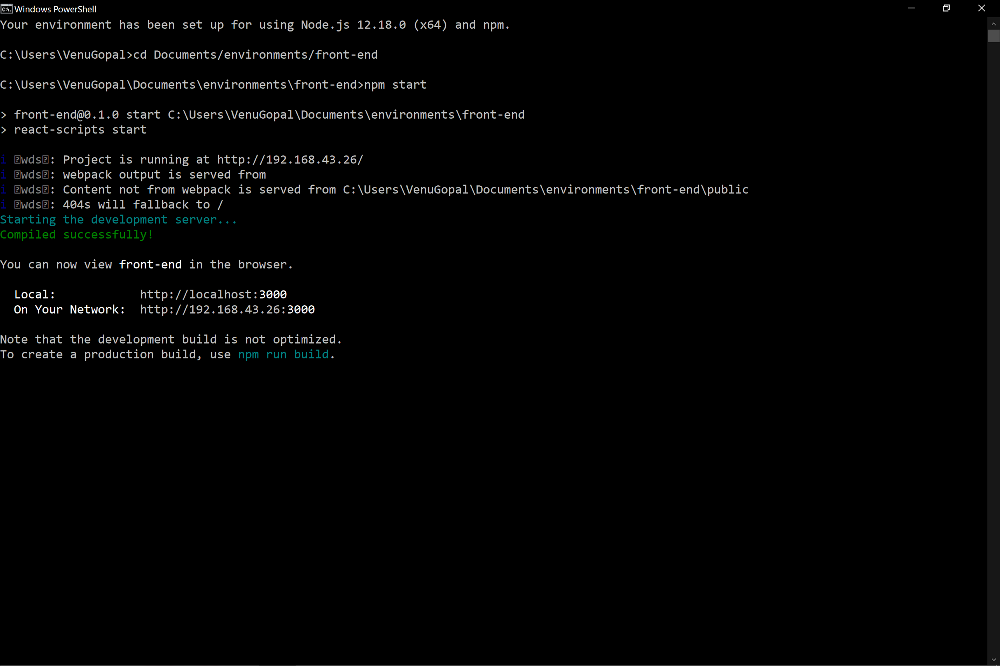 Windows PowerShell
Your environment has been set up for using Node.js 12.18.0 (x64) and npm.
C:\Users\VenuGopal>cd Documents/environments/front-end
C:\Users\VenuGopal\Documents\environments\front-end>npm start
> front-end@0.1.0 start C:\Users\VenuGopal\Documents\environments\front-end
> react-scripts start
i ⍰wds⍰: Project is running at http://192.168.43.26/
i ⍰wds⍰: webpack output is served from
i ⍰wds⍰: Content not from webpack is served from C:\Users\VenuGopal\Documents\environments\front-end\public
i ⍰wds⍰: 404s will fallback to /
Starting the development server...
Compiled successfully!
You can now view front-end in the browser.
Local: http://localhost:3000
On Your Network: http://192.168.43.26:3000
Note that the development build is not optimized.
To create a production build, use npm run build.